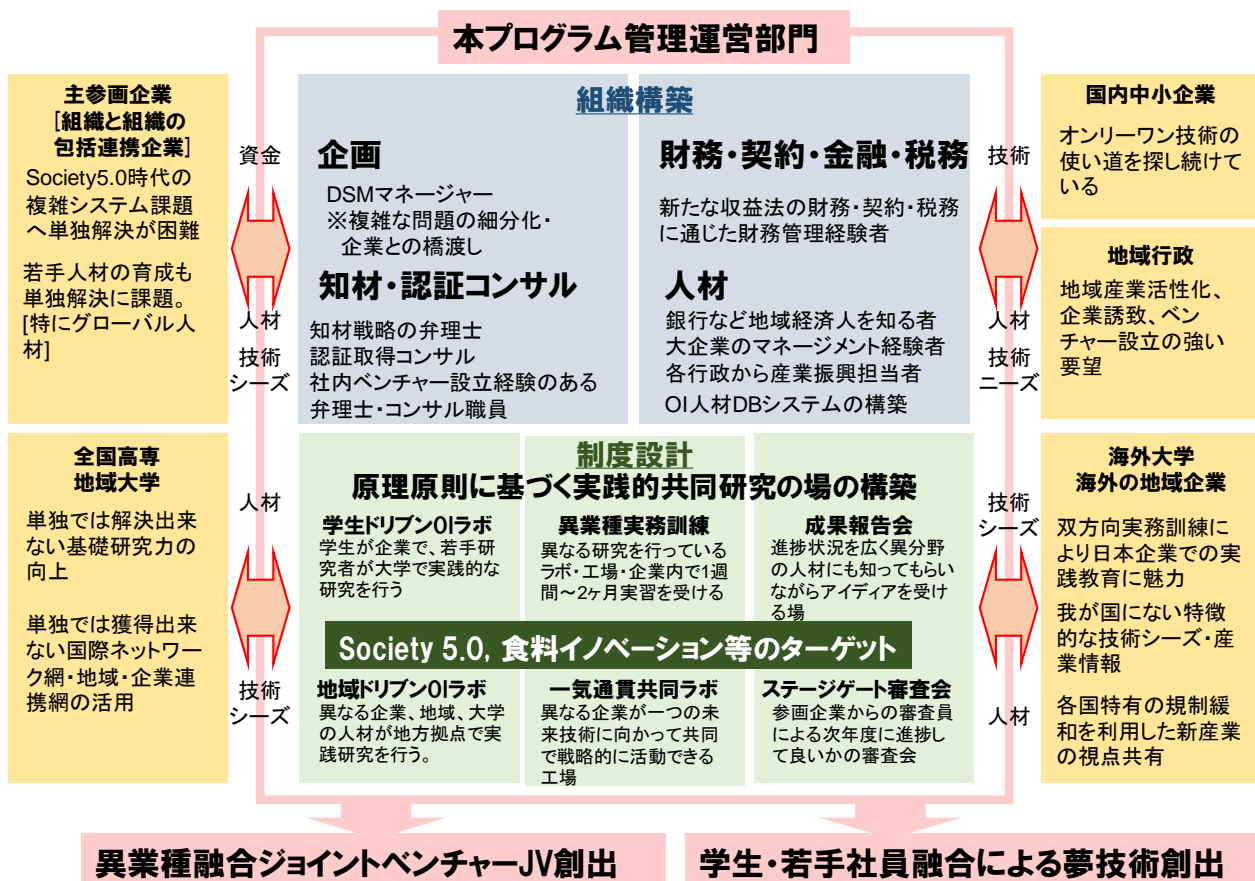 本プログラム管理運営部門
主参画企業
[組織と組織の
包括連携企業]
Society5.0時代の
複雑システム課題
へ単独解決が困難
若手人材の育成も
単独解決に課題。
[特にグローバル人
材]
資金
人材
技術
シーズ
組織構築
企画
DSMマネージャー
※複雑な問題の細分化・
企業との橋渡し
知材・認証コンサル
知材戦略の弁理士
認証取得コンサル
社内ベンチャー設立経験のある
弁理士・コンサル職員
財務・契約・金融・税務
新たな収益法の財務・契約・税務
に通じた財務管理経験者
人材
銀行など地域経済人を知る者
大企業のマネージメント経験者
各行政から産業振興担当者
OI人材DBシステムの構築
技術
人材
技術
ニーズ
国内中小企業
オンリーワン技術の
使い道を探し続けて
いる
地域行政
地域産業活性化、
企業誘致、ベン
チャー設立の強い
要望
全国高専
地域大学
単独では解決出来
ない基礎研究力の
向上
単独では獲得出来
ない国際ネットワー
ク網・地域・企業連
携網の活用
人材
技術
シーズ
制度設計
原理原則に基づく実践的共同研究の場の構築
学生ドリブンOIラボ
学生が企業で、若手研
究者が大学で実践的な
研究を行う
異業種実務訓練
異なる研究を行っている
ラボ・工場・企業内で1週
間～2ヶ月実習を受ける
成果報告会
進捗状況を広く異分野
の人材にも知ってもらい
ながらアイディアを受け
る場
Society 5.0, 食料イノベーション等のターゲット
地域ドリブンOIラボ
異なる企業、地域、大学
の人材が地方拠点で実
践研究を行う。
一気通貫共同ラボ
異なる企業が一つの未
来技術に向かって共同
で戦略的に活動できる
工場
ステージゲート審査会
参画企業からの審査員
による次年度に進捗し
て良いかの審査会
技術
シーズ
人材
海外大学
海外の地域企業
双方向実務訓練に
より日本企業での実
践教育に魅力
我が国にない特徴
的な技術シーズ・産
業情報
各国特有の規制緩
和を利用した新産業
の視点共有
異業種融合ジョイントベンチャーJV創出
学生・若手社員融合による夢技術創出